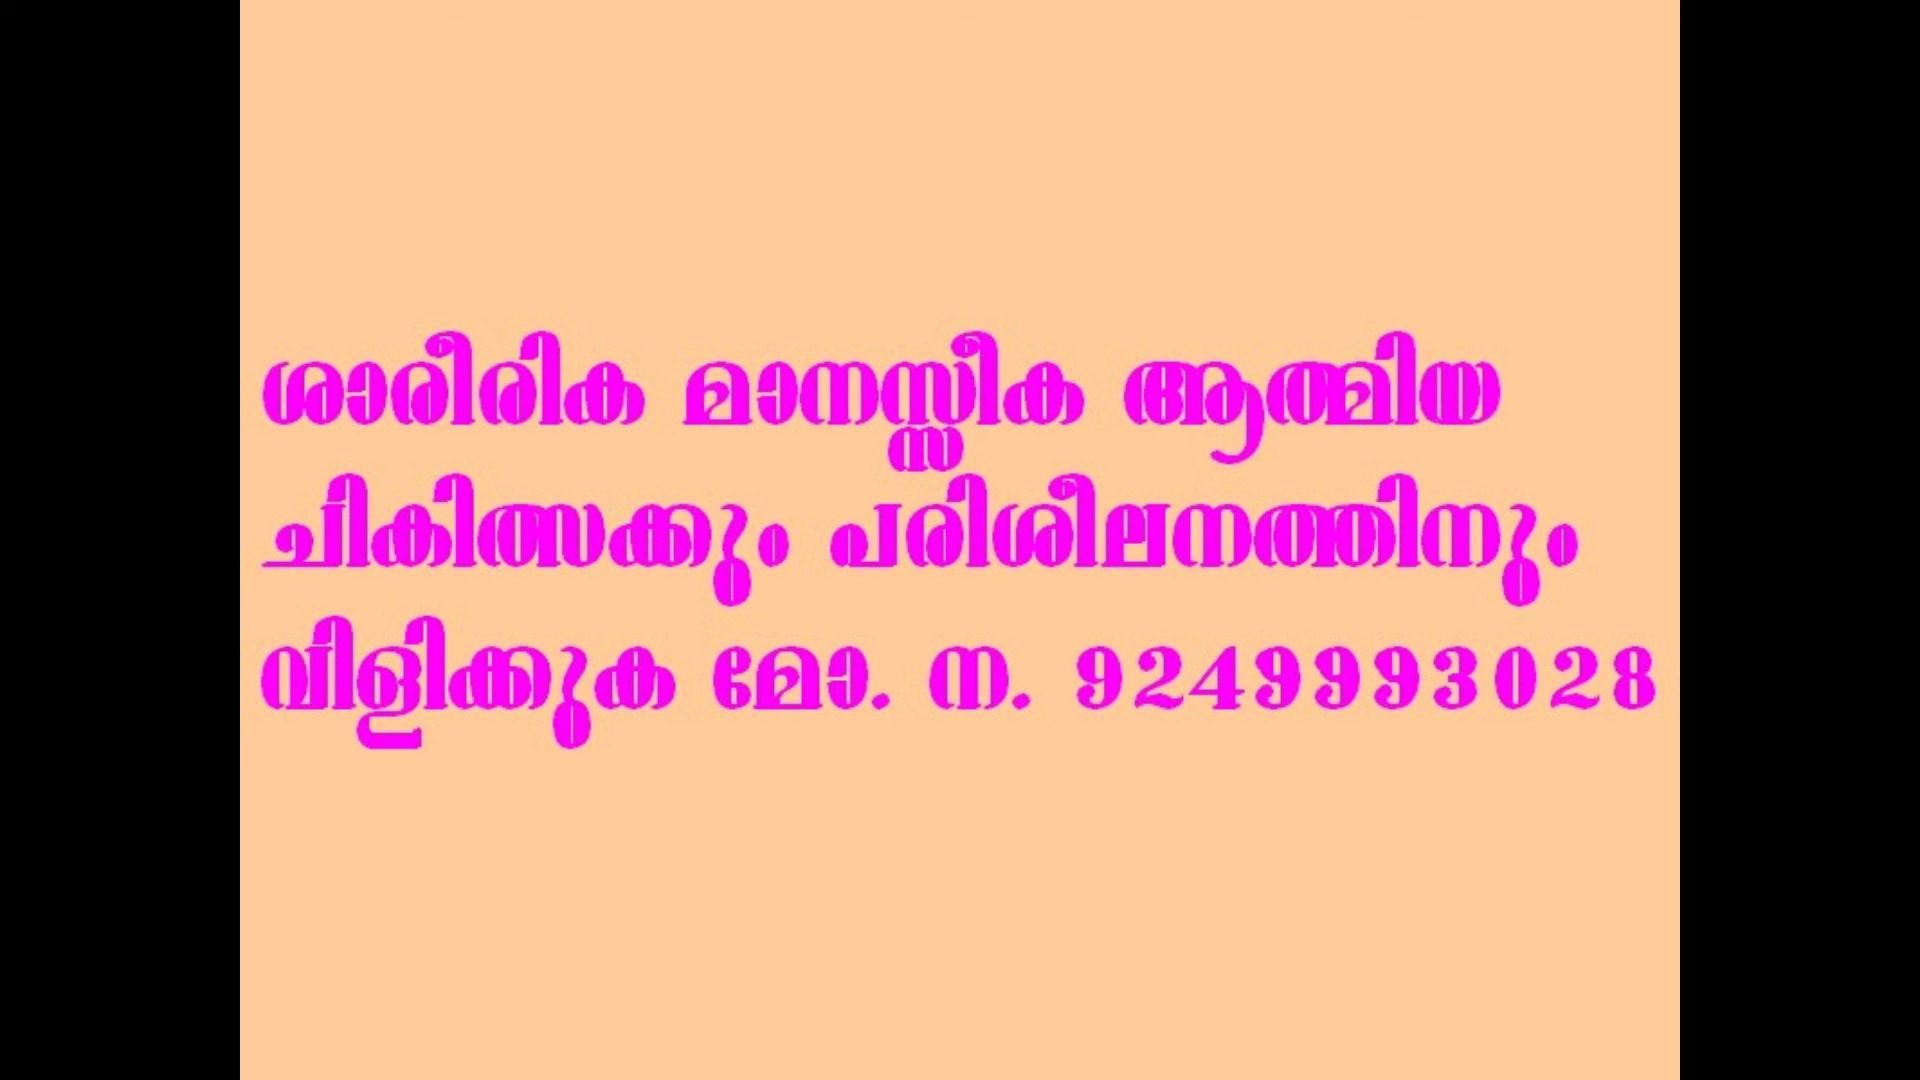 ശാരീരിക മാനസ്സീക ആത്മിയ
ചികിത്സക്കും പരിശീലനത്തിനും
വിളിക്കുക മോ. ന. 9249993028